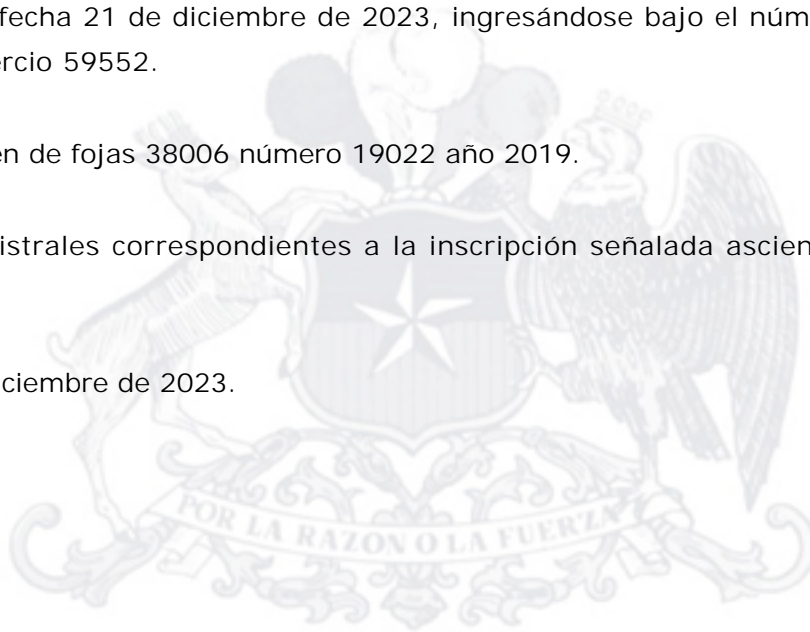 fecha 21 de diciembre de 2023, ingresándose bajo el núm
ercio 59552.
en de fojas 38006 número 19022 año 2019.
istrales correspondientes a la inscripción señalada ascien
ciembre de 2023.
POR LA RAZON O LA FUERZA